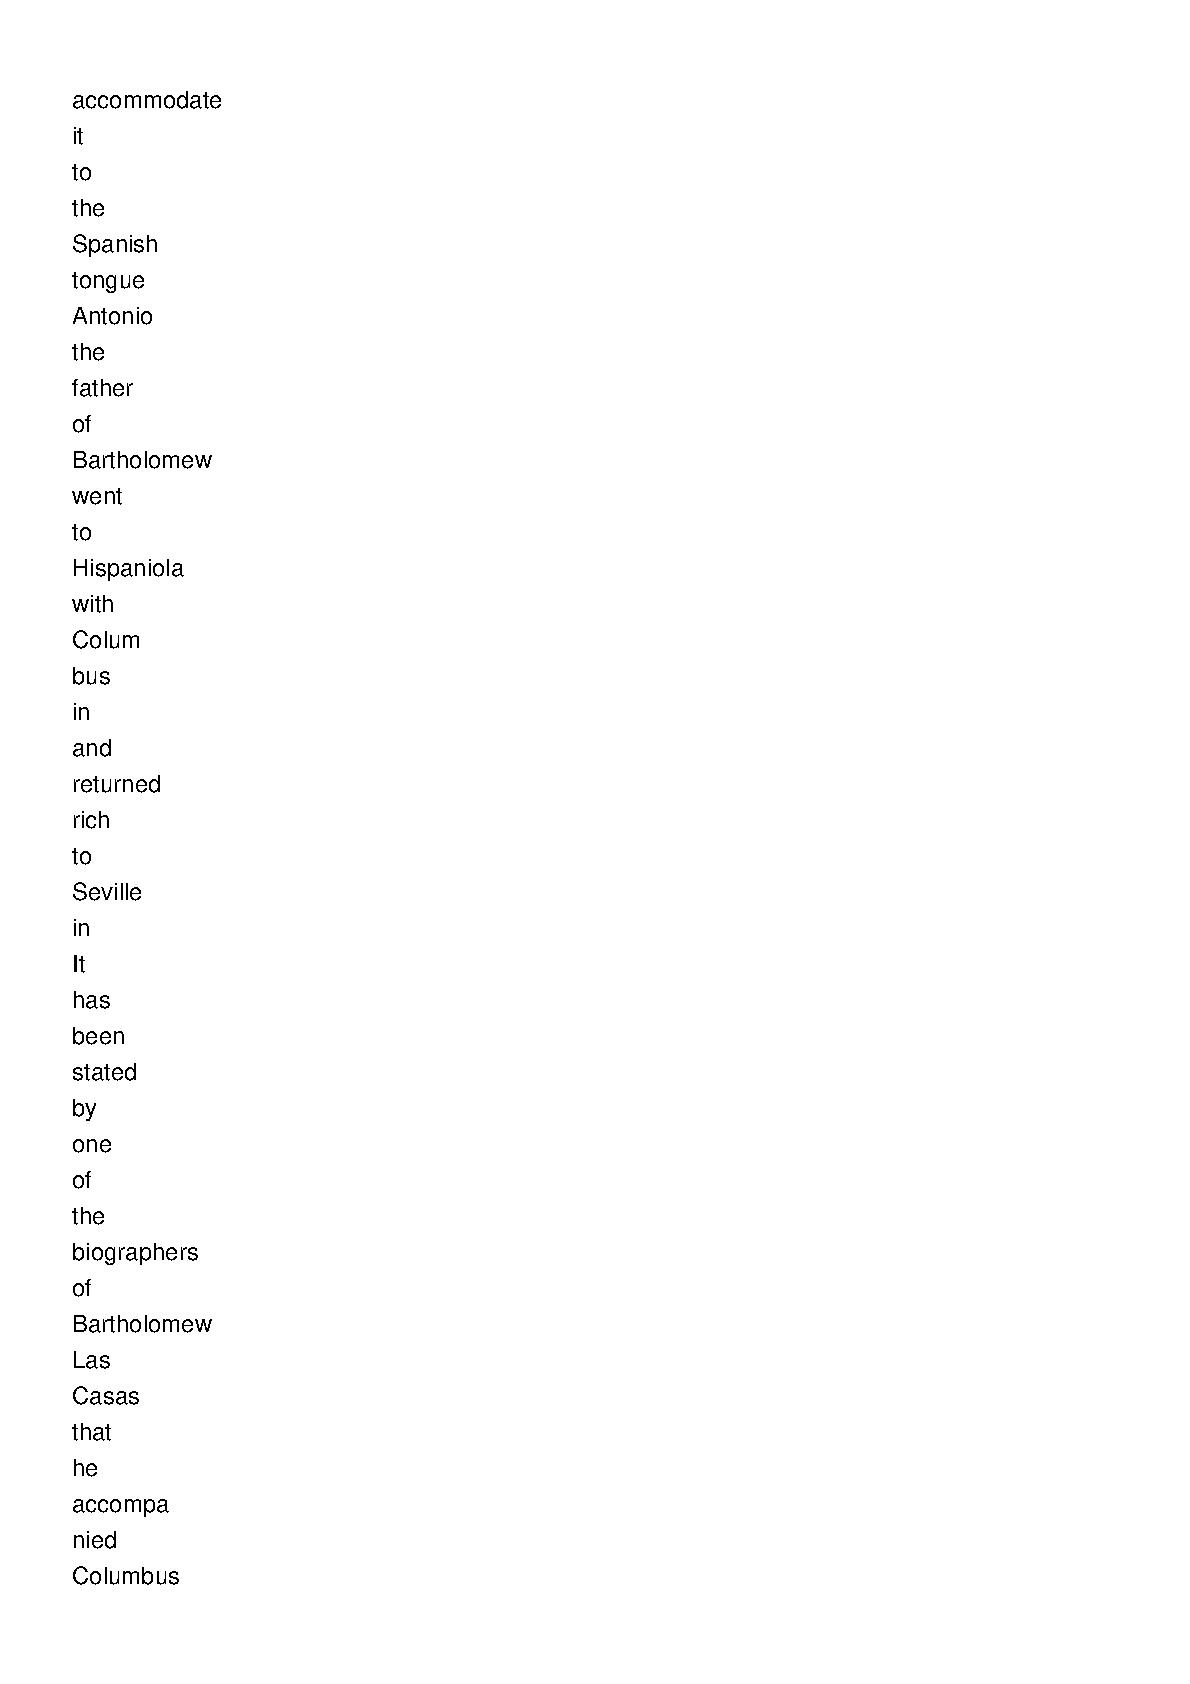 accommodate
it
to
the
Spanish
tongue
Antonio
the
father
of
Bartholomew
went
to
Hispaniola
with
Colum
bus
in
and
returned
rich
to
Seville
in
It
has
been
stated
by
one
of
the
biographers
of
Bartholomew
Las
Casas
that
he
accompa
nied
Columbus